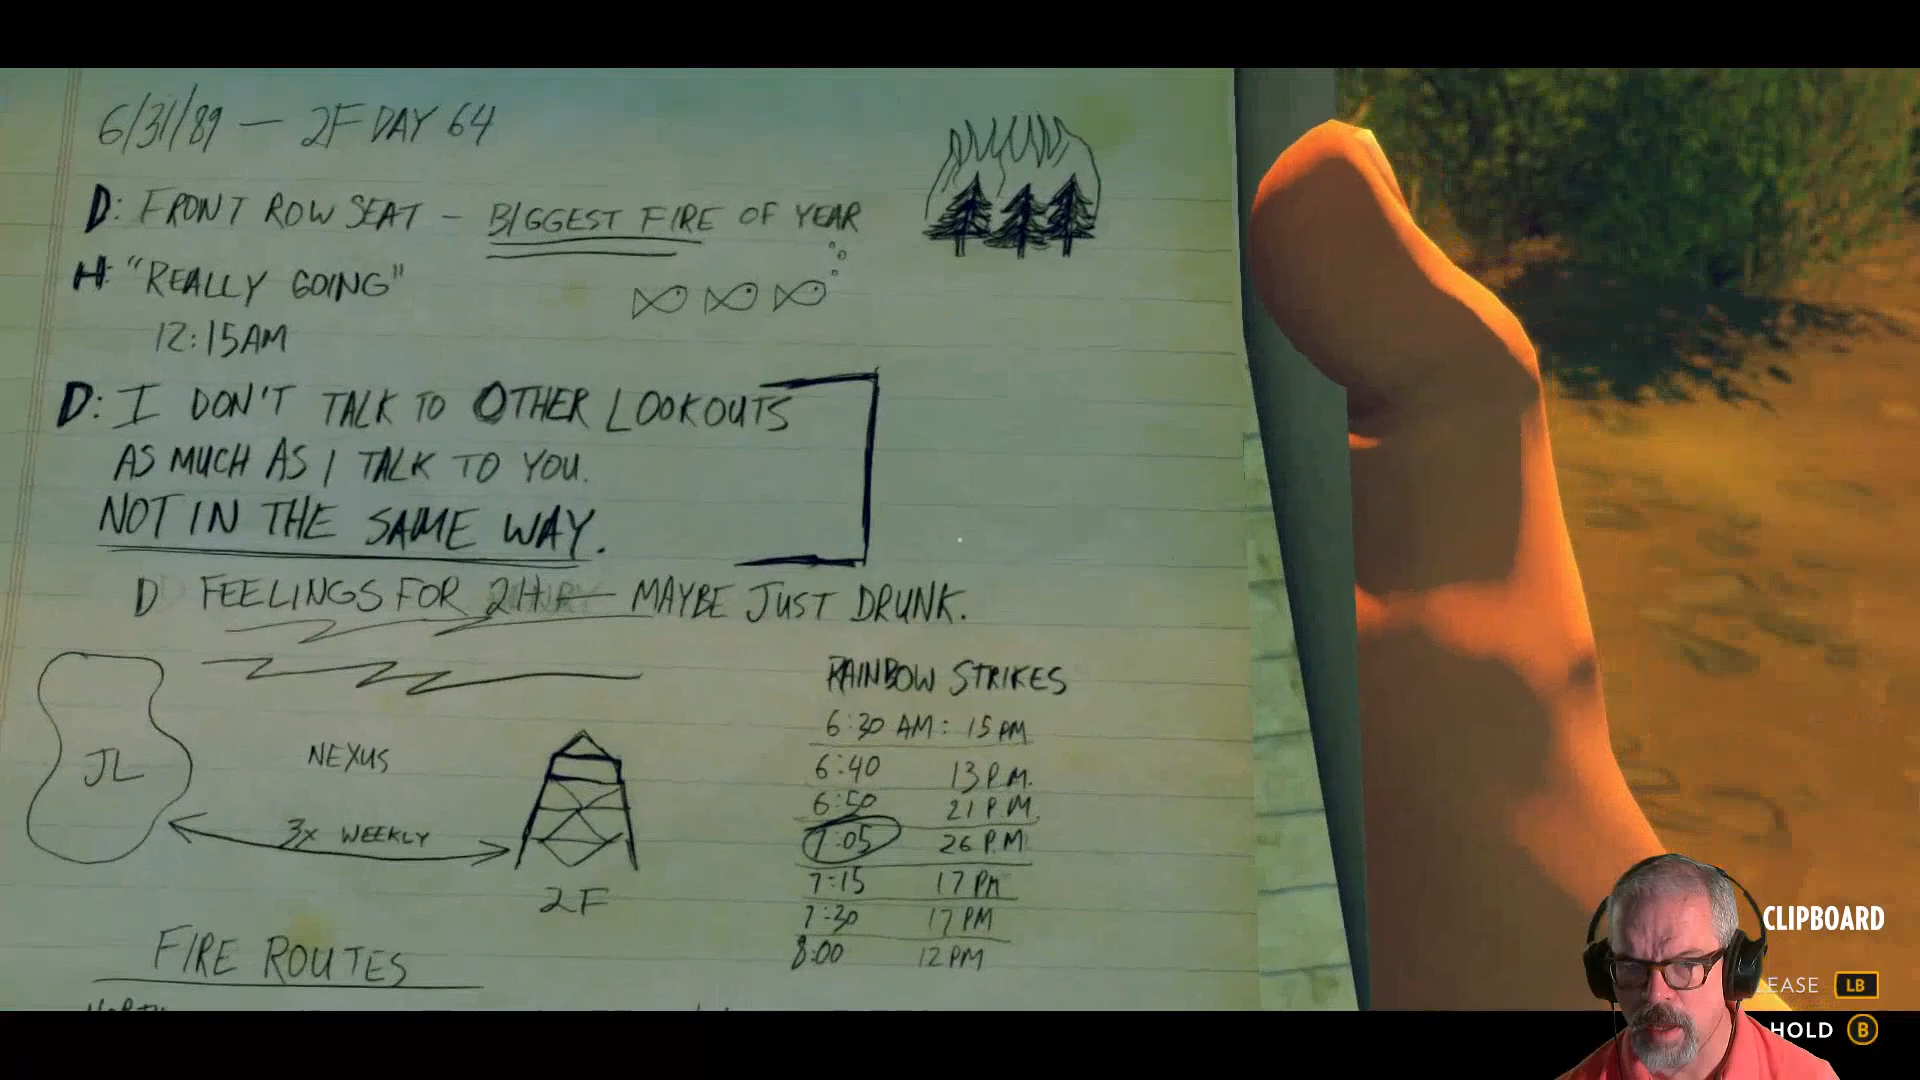 6/31/89 — 2F DAY 64
D: FRONT ROW SEAT - BIGGEST FIRE OF YEAR
H: "REALLY GOING"
12:15AM
D: I DON'T TALK TO OTHER LOOKOUTS
AS MUCH AS I TALK TO YOU.
NOT IN THE SAME WAY.
D FEELINGS FOR MAYBE JUST DRUNK.
JL
NEXUS
3x WEEKLY
2F
RAINBOW STRIKES
6:30 AM: 15 PM
6:40 13 P.M.
6:50 21 P.M.
7:05 26 P.M
7:15 17 PM
7:30 17 PM
8:00 12 PM
FIRE ROUTES
CLIPBOARD
LEASE LB
HOLD B